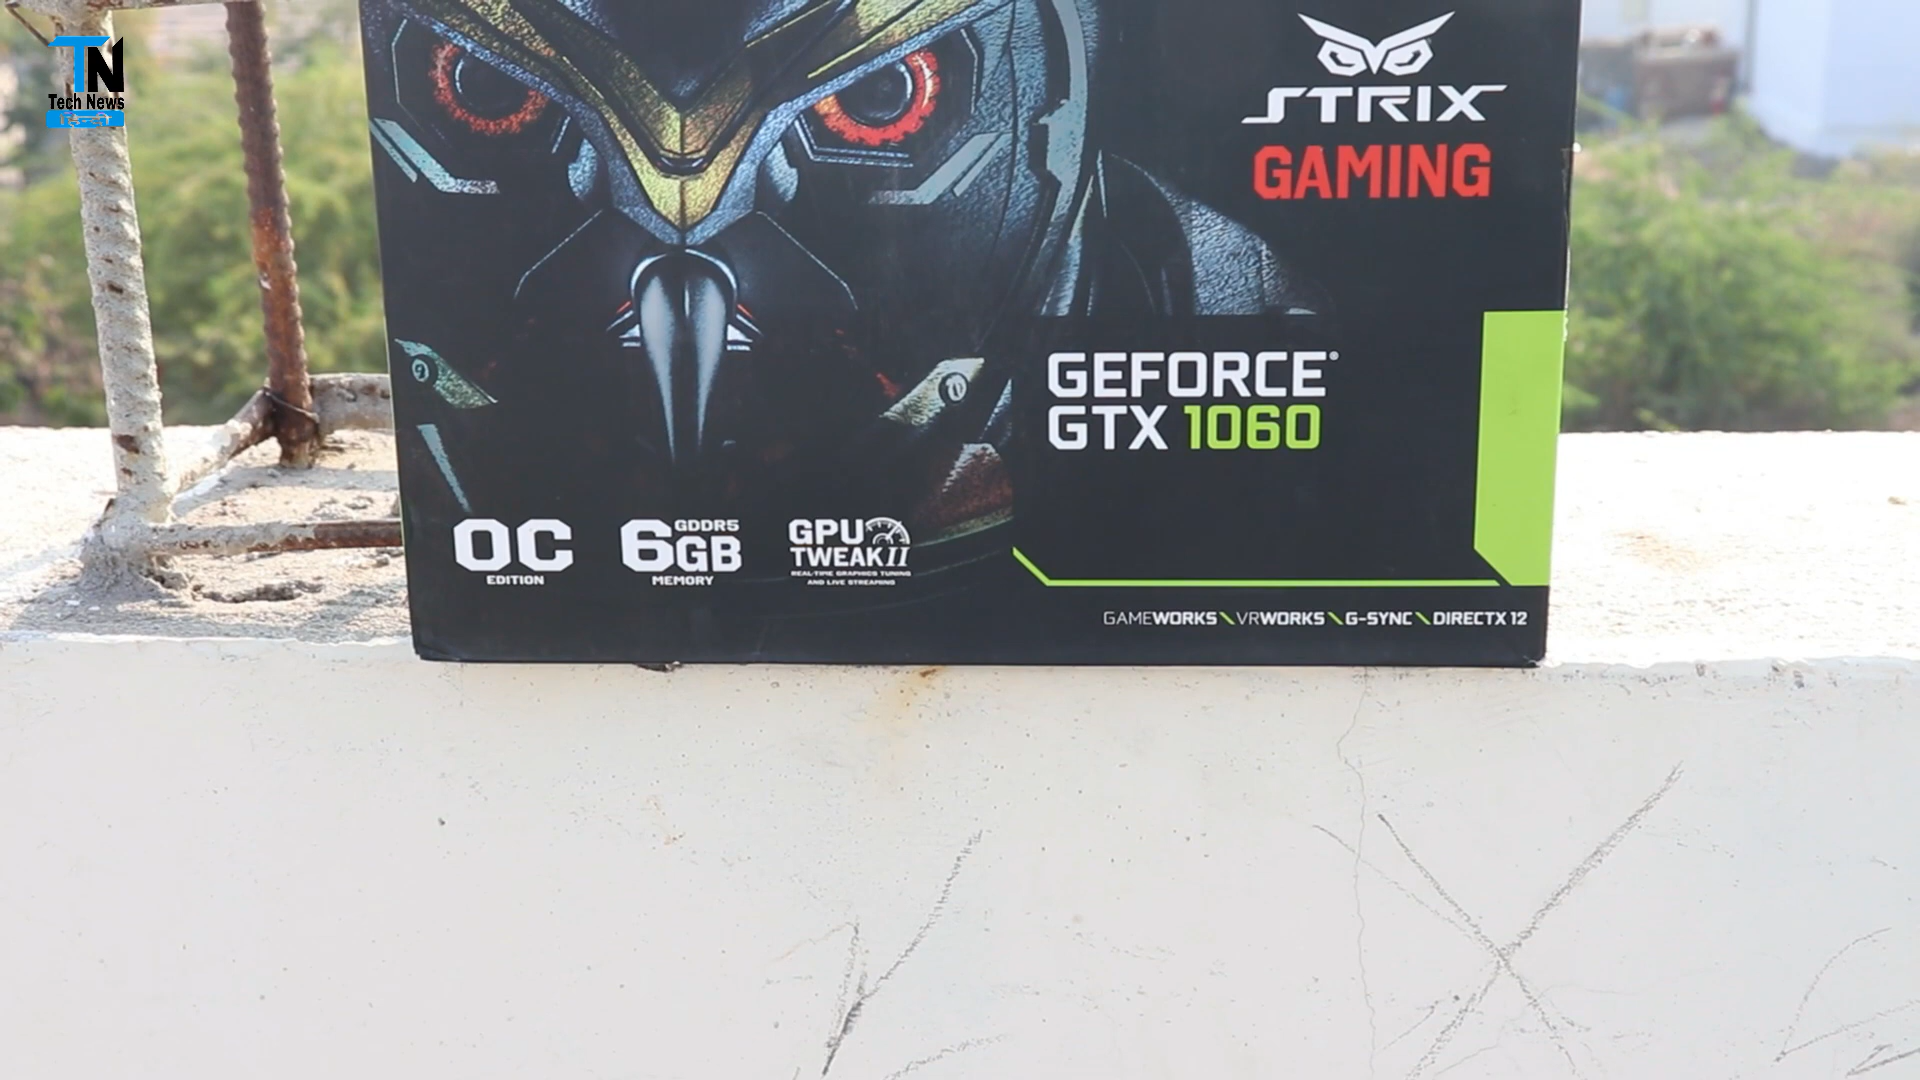 TN
Tech News
हिन्दी
STRIX
GAMING
GEFORCE®
GTX 1060
OC
EDITION
6GB
GDDR5
MEMORY
GPU
TWEAK II
REAL-TIME GRAPHICS TUNING
AND LIVE STREAMING
GAMEWORKS \ VRWORKS \ G-SYNC \ DIRECTX 12